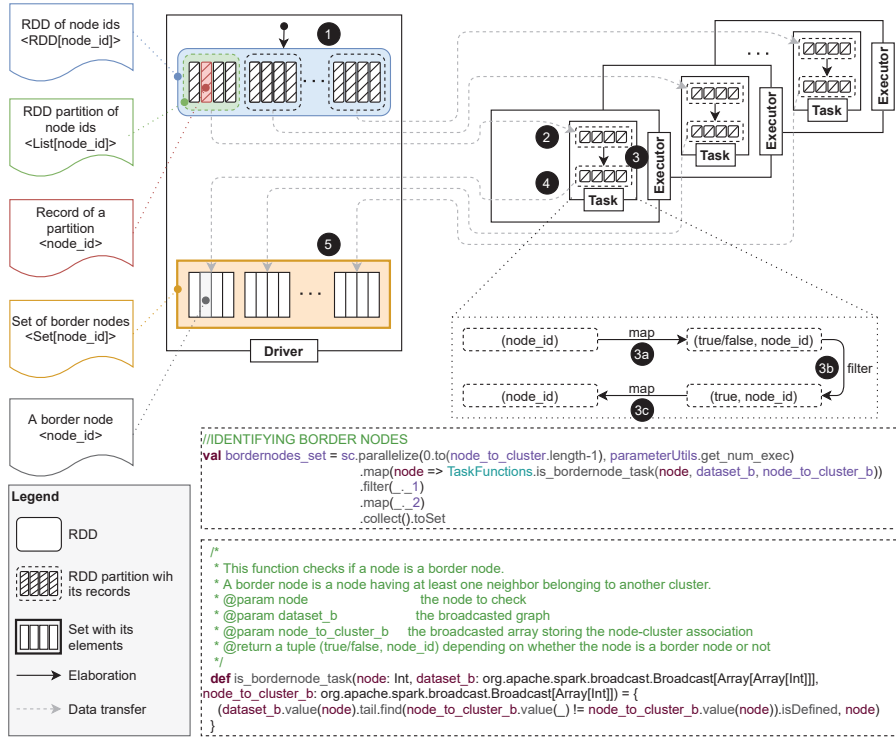 RDD of node ids
<RDD[node_id]>
RDD partition of
node ids
<List[node_id]>
Record of a
partition
<node_id>
Set of border nodes
<Set[node_id]>
A border node
<node_id>
1
2
3
4
5
Driver
Task
Executor
Task
Executor
Task
Executor
(node_id)
map
3a
(true/false, node_id)
3b
filter
(node_id)
map
3c
(true, node_id)
//IDENTIFYING BORDER NODES
val bordernodes_set = sc.parallelize(0.to(node_to_cluster.length-1), parameterUtils.get_num_exec)
.map(node => TaskFunctions.is_bordernode_task(node, dataset_b, node_to_cluster_b))
.filter(_._1)
.map(_._2)
.collect().toSet
Legend
RDD
RDD partition wih
its records
Set with its
elements
Elaboration
Data transfer
/*
* This function checks if a node is a border node.
* A border node is a node having at least one neighbor belonging to another cluster.
* @param node the node to check
* @param dataset_b the broadcasted graph
* @param node_to_cluster_b the broadcasted array storing the node-cluster association
* @return a tuple (true/false, node_id) depending on whether the node is a border node or not
*/
def is_bordernode_task(node: Int, dataset_b: org.apache.spark.broadcast.Broadcast[Array[Array[Int]]],
node_to_cluster_b: org.apache.spark.broadcast.Broadcast[Array[Int]]) = {
(dataset_b.value(node).tail.find(node_to_cluster_b.value(_) != node_to_cluster_b.value(node)).isDefined, node)
}